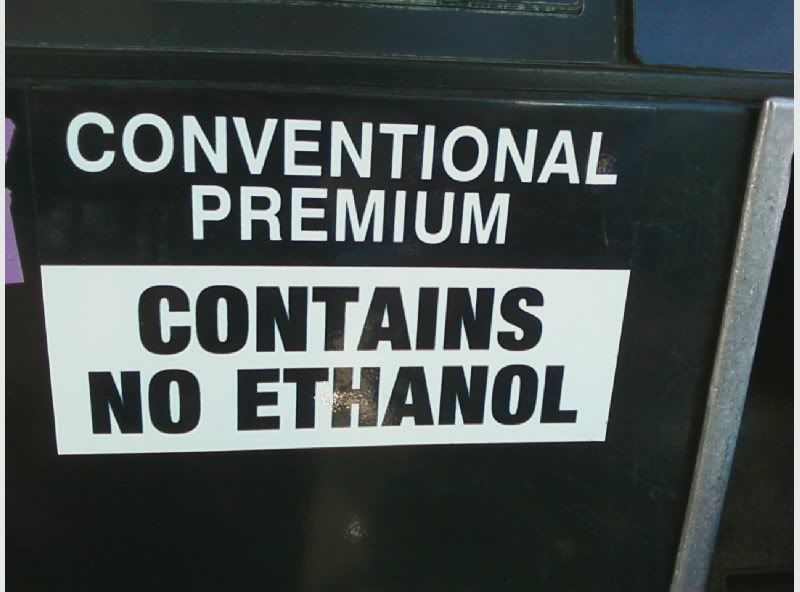 CONVENTIONAL
PREMIUM
CONTAINS
NO ETHANOL